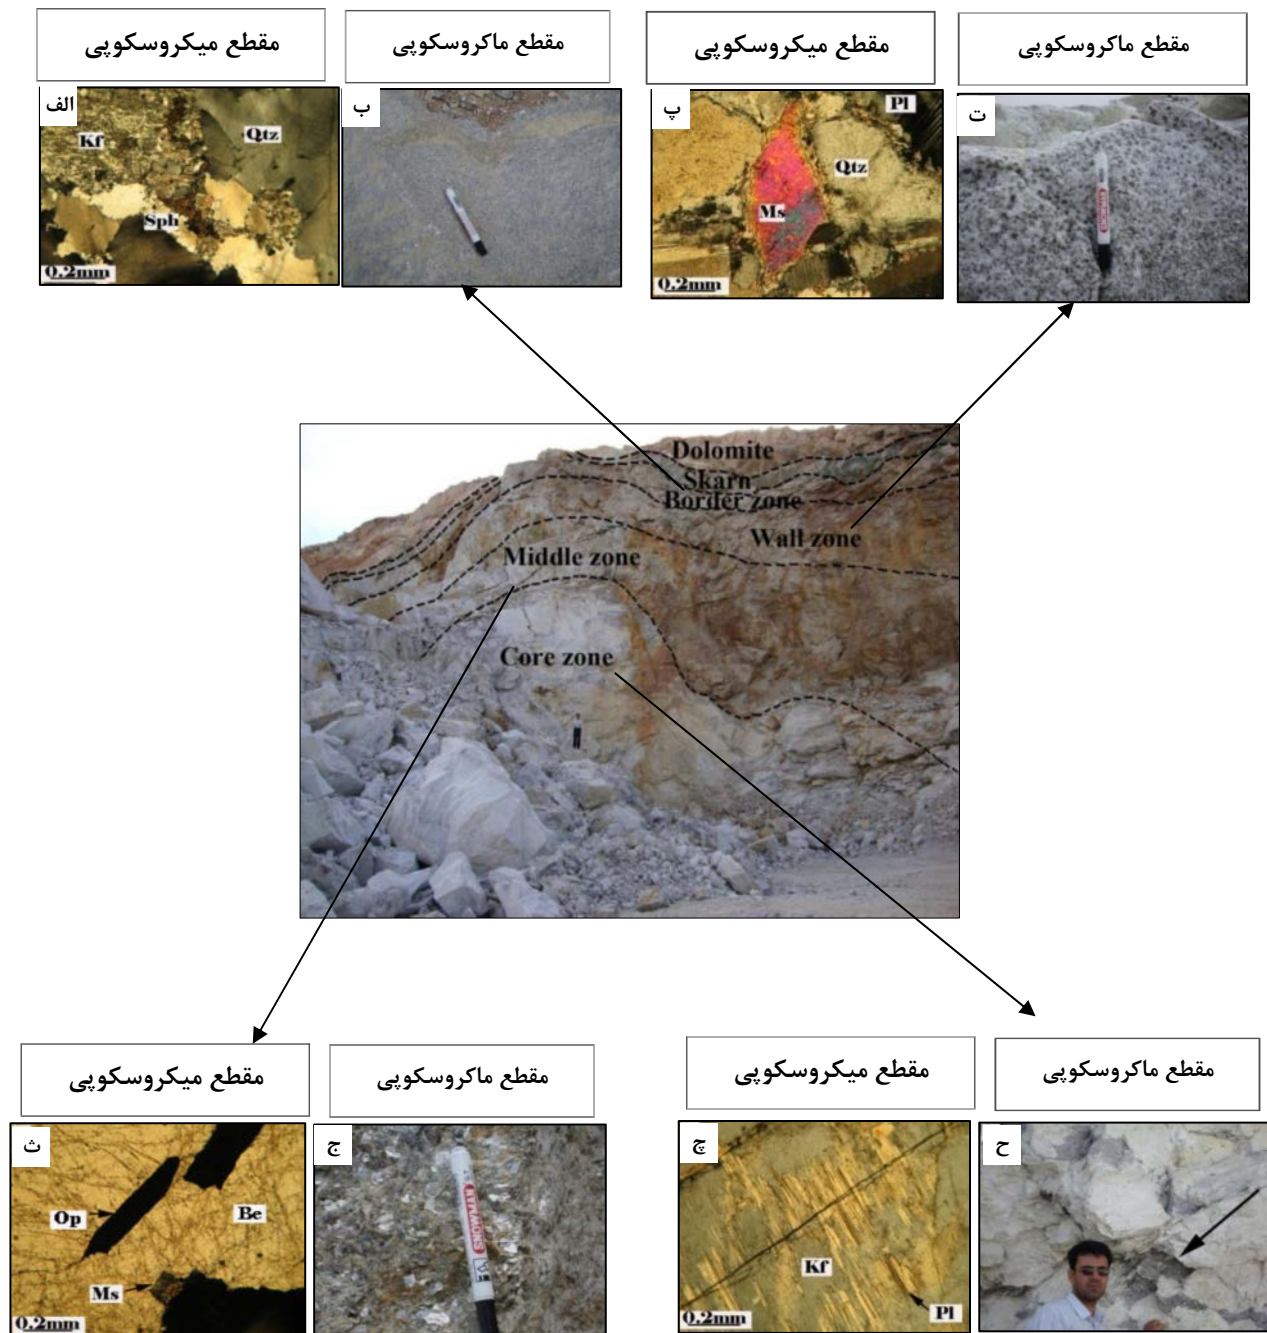 مقطع میکروسکوپی
مقطع ماکروسکوپی
مقطع میکروسکوپی
مقطع ماکروسکوپی
الف
Kf
Qtz
Sph
0.2mm
ب
پ
Pl
Qtz
Ms
0.2mm
ت
Dolomite
Skarn
Border zone
Wall zone
Middle zone
Core zone
مقطع میکروسکوپی
مقطع ماکروسکوپی
مقطع میکروسکوپی
مقطع ماکروسکوپی
ث
Op
Be
Ms
0.2mm
ج
چ
Kf
Pl
0.2mm
ح